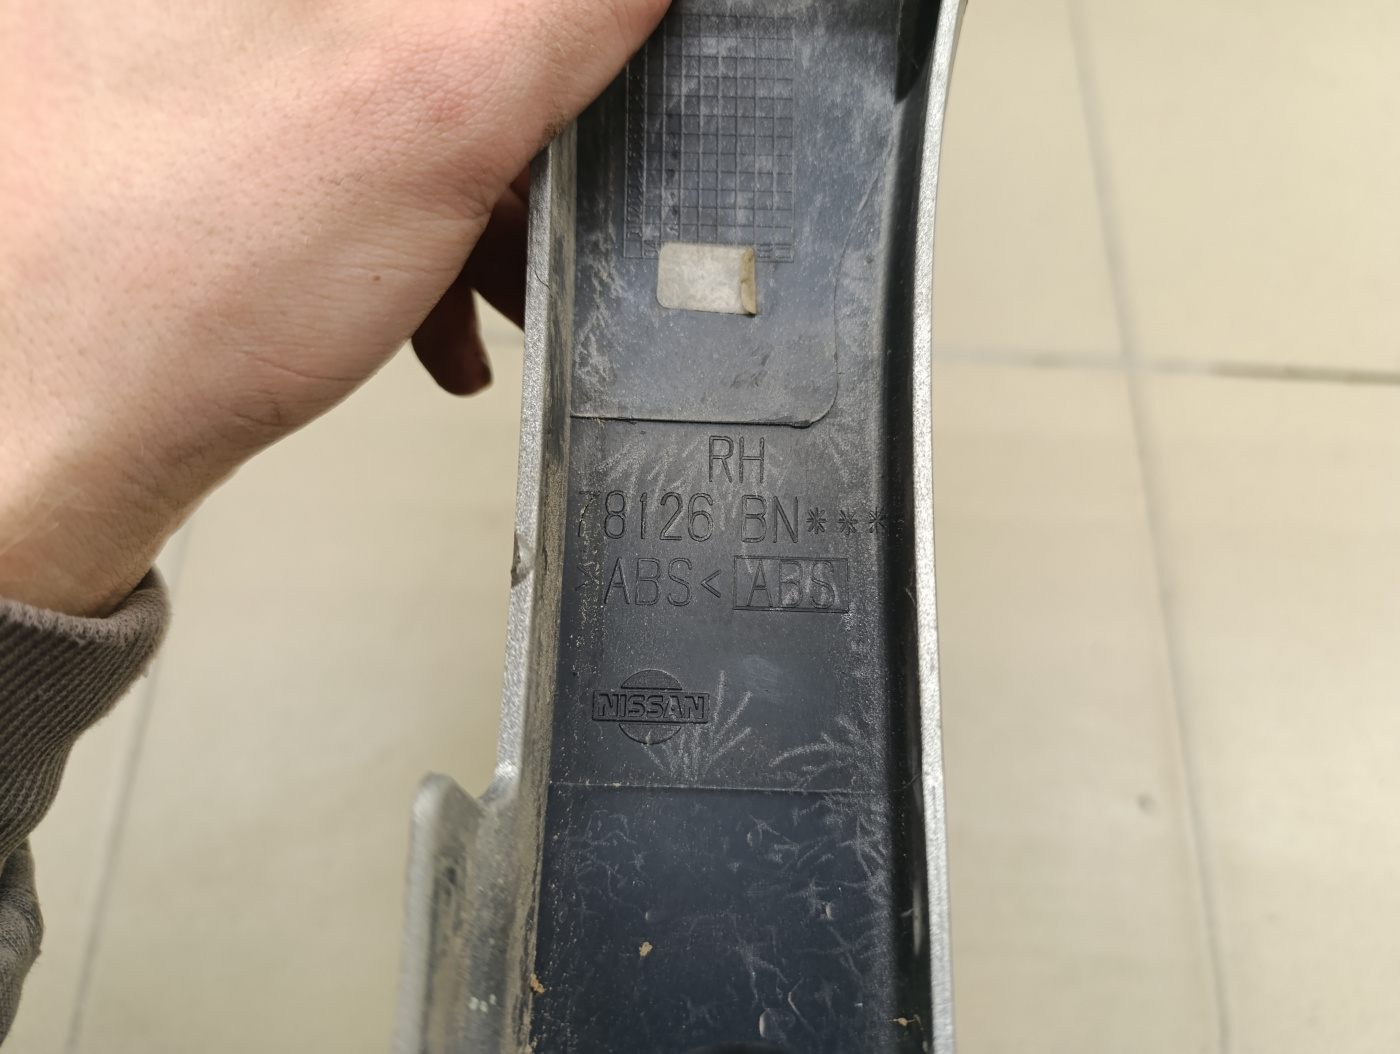 RH
78126 BN***
>ABS< ABS
NISSAN